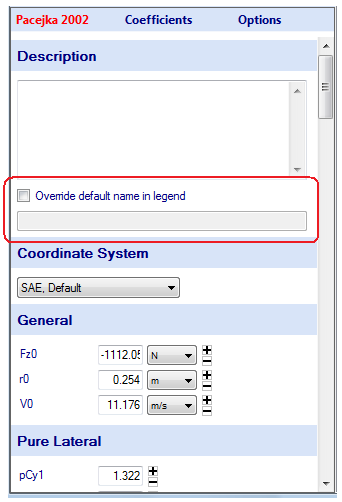 Pacejka 2002 Coefficients Options
Description
Override default name in legend
Coordinate System
SAE, Default
General
Fz0 -1112.05 N
r0 0.254 m
V0 11.176 m/s
Pure Lateral
pCy1 1.322